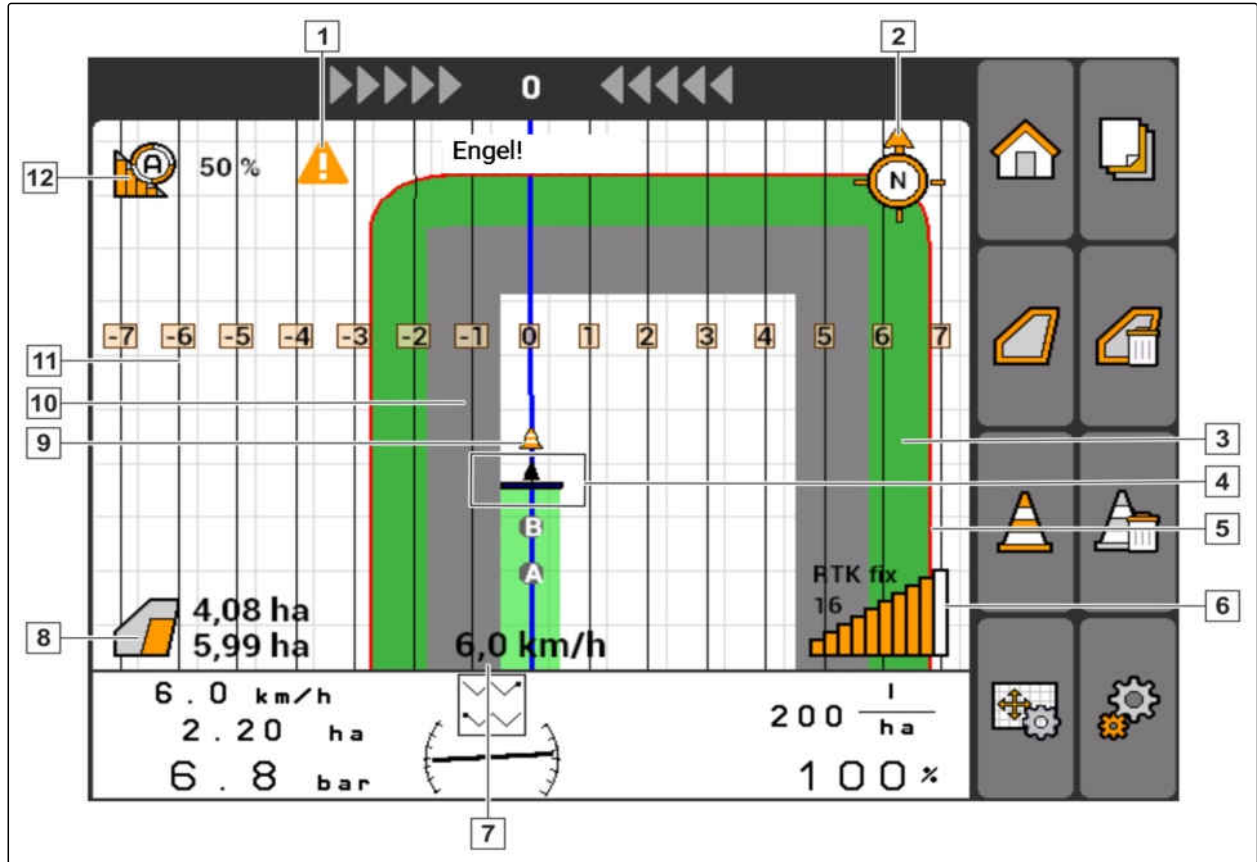 1
2
0
12
A
50 %
Engel!
N
-7 -6 -5 -4 -3 -2 -1 0 1 2 3 4 5 6 7
11
10
9
3
4
B
5
A
RTK fix
16
6
8
4,08 ha
5,99 ha
6,0 km/h
6.0 km/h
2.20 ha
6.8 bar
200 l/ha
100 %
7